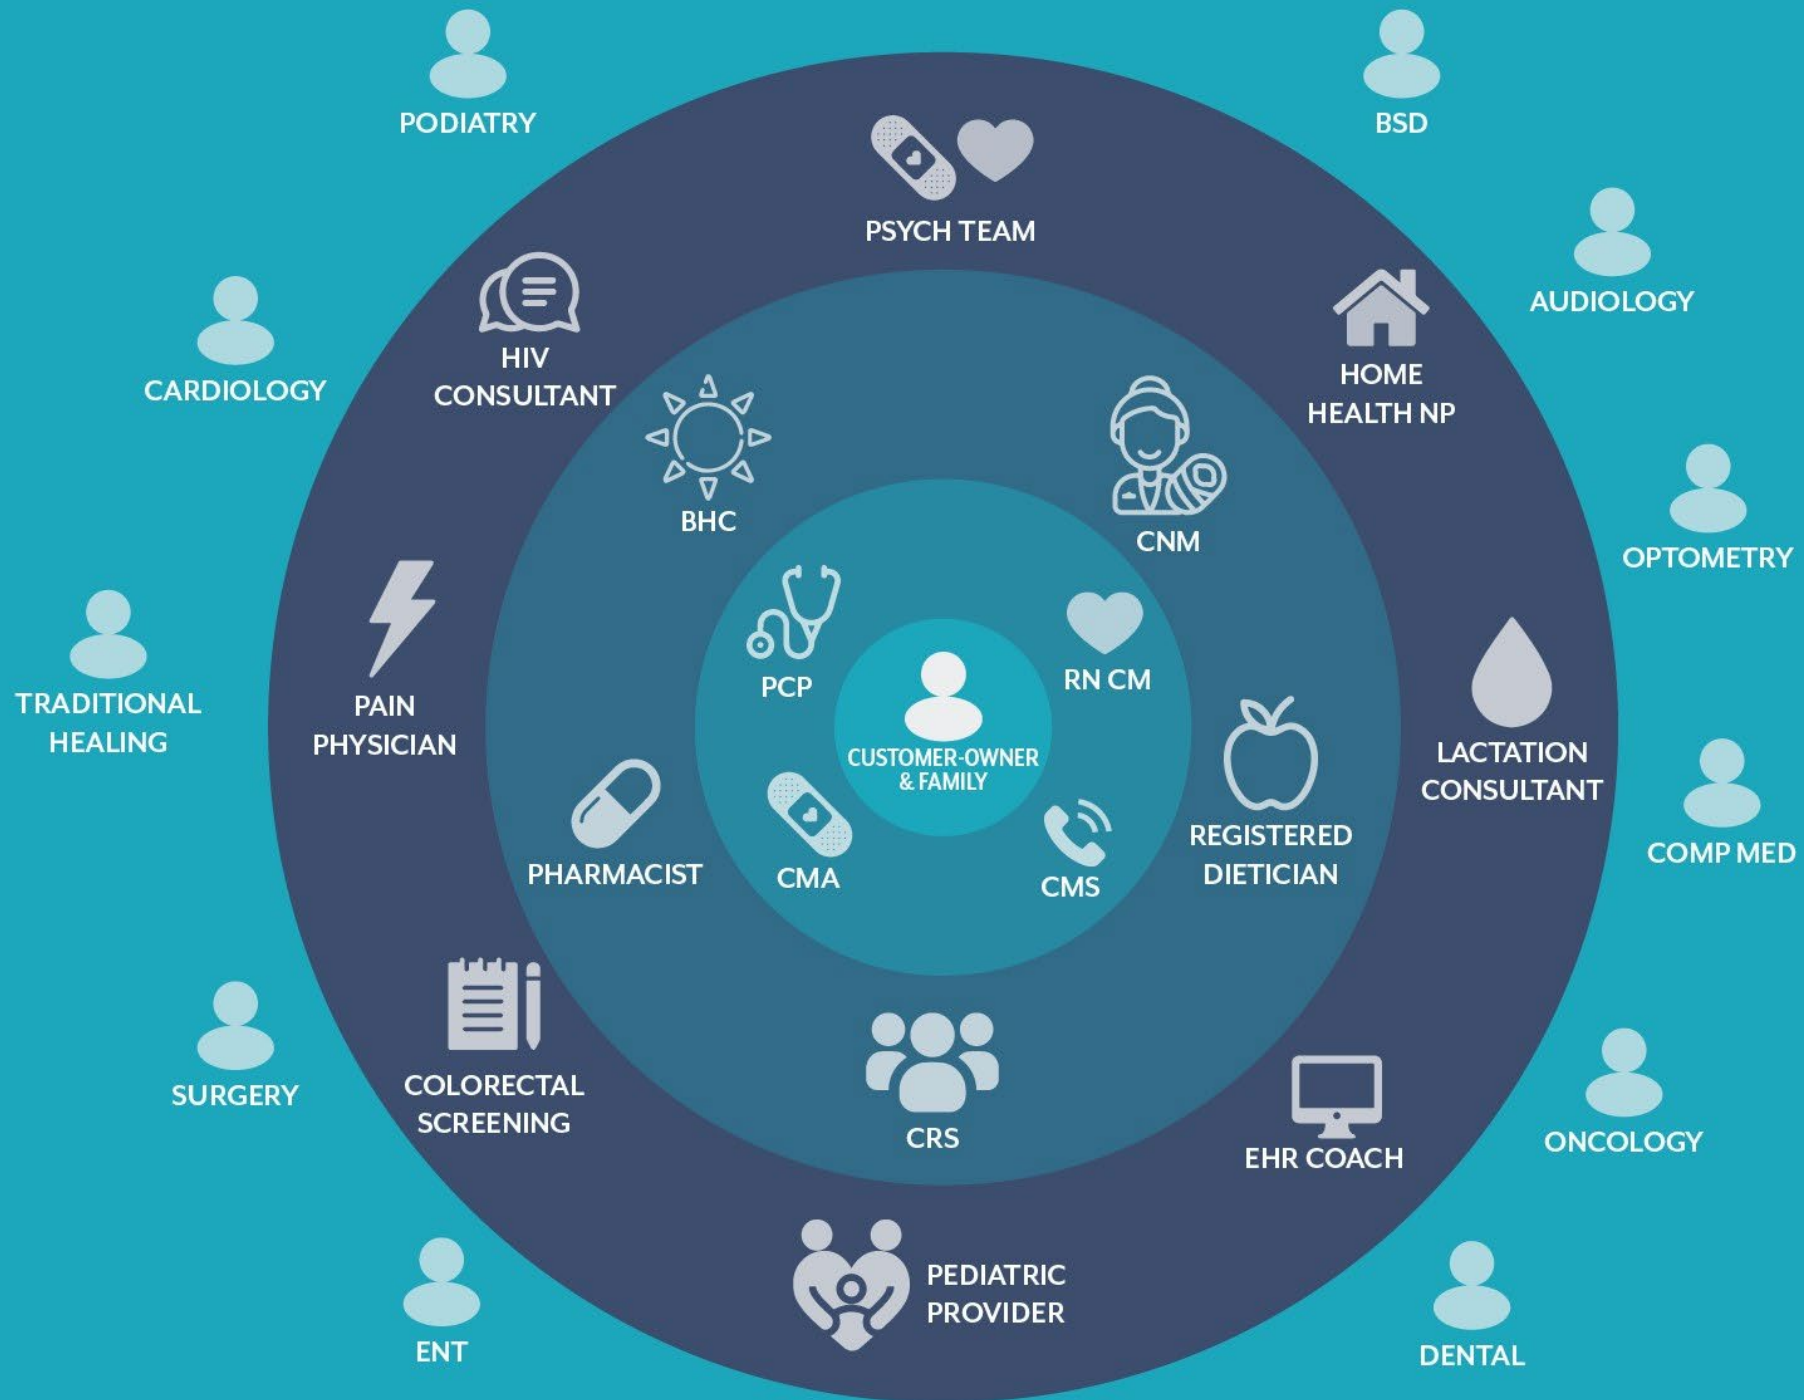 PODIATRY
BSD
PSYCH TEAM
AUDIOLOGY
HIV
CONSULTANT
CARDIOLOGY
HOME
HEALTH NP
BHC
CNM
OPTOMETRY
PCP
RN CM
TRADITIONAL
HEALING
PAIN
PHYSICIAN
CUSTOMER-OWNER
& FAMILY
LACTATION
CONSULTANT
PHARMACIST
CMA
CMS
REGISTERED
DIETICIAN
COMP MED
SURGERY
COLORECTAL
SCREENING
CRS
EHR COACH
ONCOLOGY
PEDIATRIC
PROVIDER
ENT
DENTAL